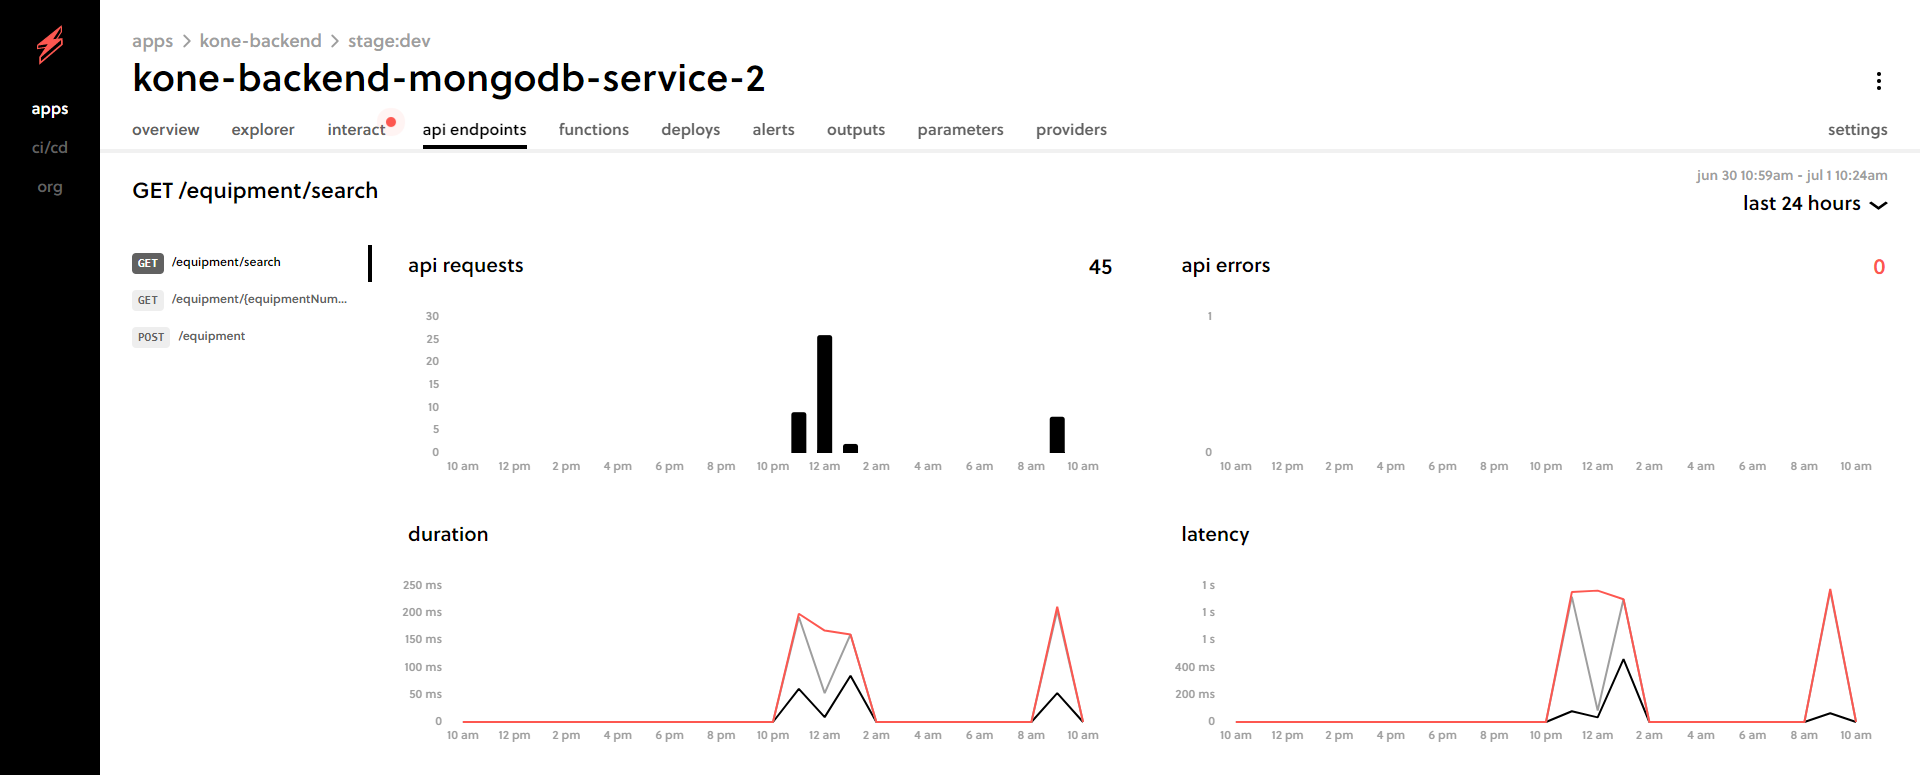 apps > kone-backend > stage:dev
kone-backend-mongodb-service-2
apps
ci/cd
org
overview explorer interact api endpoints functions deploys alerts outputs parameters providers settings
GET /equipment/search
jun 30 10:59am - jul 1 10:24am
last 24 hours
GET /equipment/search
GET /equipment/{equipmentNum...
POST /equipment
api requests 45
30
25
20
15
10
5
0
10 am 12 pm 2 pm 4 pm 6 pm 8 pm 10 pm 12 am 2 am 4 am 6 am 8 am 10 am
api errors 0
1
0
10 am 12 pm 2 pm 4 pm 6 pm 8 pm 10 pm 12 am 2 am 4 am 6 am 8 am 10 am
duration
250 ms
200 ms
150 ms
100 ms
50 ms
0
10 am 12 pm 2 pm 4 pm 6 pm 8 pm 10 pm 12 am 2 am 4 am 6 am 8 am 10 am
latency
1 s
1 s
1 s
400 ms
200 ms
0
10 am 12 pm 2 pm 4 pm 6 pm 8 pm 10 pm 12 am 2 am 4 am 6 am 8 am 10 am